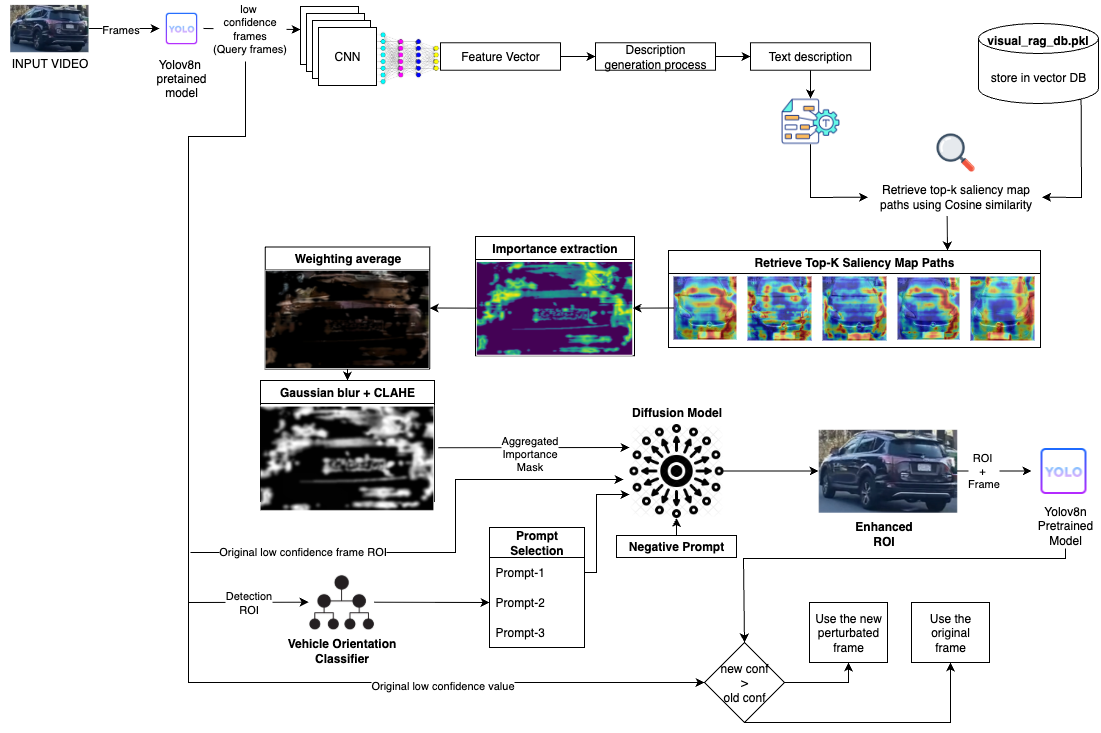 INPUT VIDEO
Frames
YOLO
Yolov8n
pretained
model
low
confidence
frames
(Query frames)
CNN
Feature Vector
Description
generation process
Text description
T
visual_rag_db.pkl
store in vector DB
Retrieve top-k saliency map
paths using Cosine similarity
Retrieve Top-K Saliency Map Paths
Importance extraction
Weighting average
Gaussian blur + CLAHE
Aggregated
Importance
Mask
Diffusion Model
Negative Prompt
Enhanced
ROI
ROI
+
Frame
YOLO
Yolov8n
Pretrained
Model
Original low confidence frame ROI
Detection
ROI
Vehicle Orientation
Classifier
Prompt
Selection
Prompt-1
Prompt-2
Prompt-3
Original low confidence value
new conf
>
old conf
Use the new
perturbated
frame
Use the
original
frame